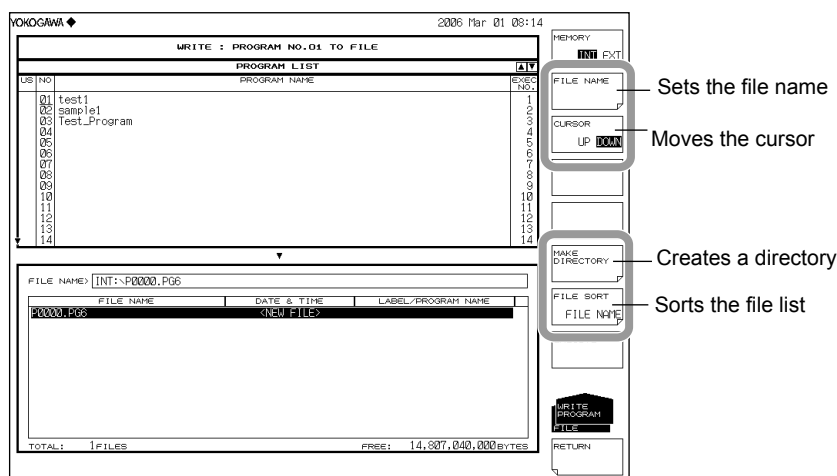 YOKOGAWA ◆ 2006 Mar 01 08:14
WRITE : PROGRAM NO.01 TO FILE
PROGRAM LIST ▲▼
US NO PROGRAM NAME EXEC NO.
01 test1 1
02 sample1 2
03 Test_Program 3
04 4
05 5
06 6
07 7
08 8
09 9
10 10
11 11
12 12
13 13
14 14
▼
FILE NAME> INT:\P0000.PG6
FILE NAME DATE & TIME LABEL/PROGRAM NAME
P0000.PG6 <NEW FILE>
TOTAL: 1FILES FREE: 14,807,040,000BYTES
MEMORY
INT EXT
FILE NAME
CURSOR
UP DOWN
MAKE
DIRECTORY
FILE SORT
FILE NAME
WRITE
PROGRAM
FILE
RETURN
Sets the file name
Moves the cursor
Creates a directory
Sorts the file list